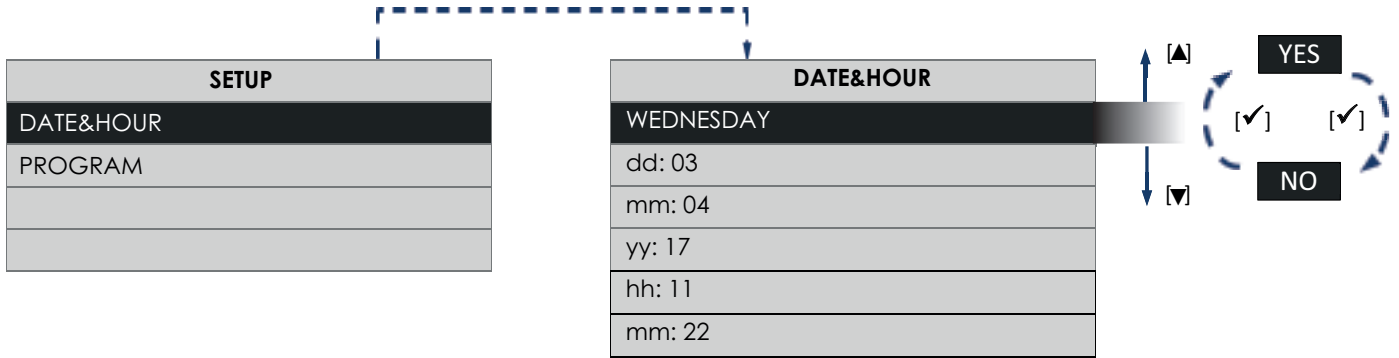 SETUP
DATE&HOUR
PROGRAM
DATE&HOUR
WEDNESDAY
dd: 03
mm: 04
yy: 17
hh: 11
mm: 22
[▲]
[▼]
YES
[✔] [✔]
NO